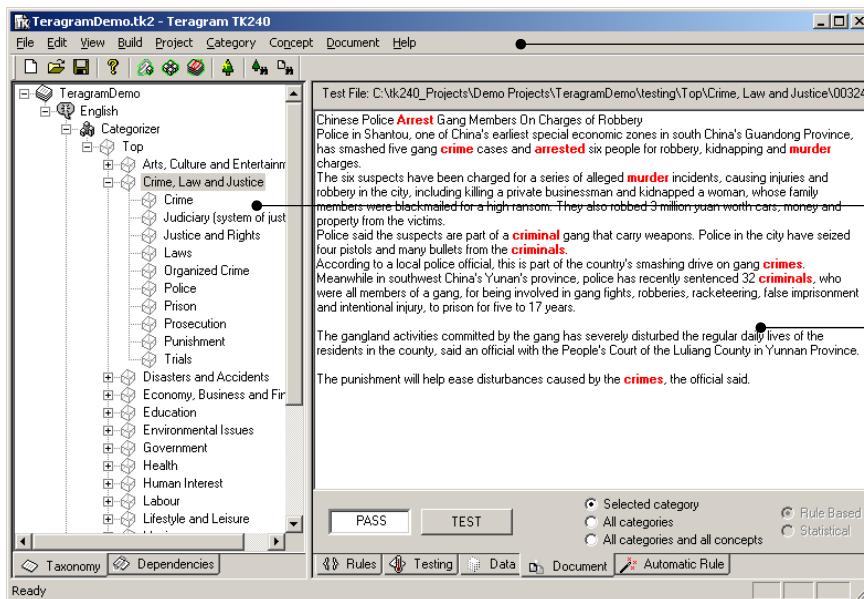 TeragramDemo.tk2 - Teragram TK240
File Edit View Build Project Category Concept Document Help
TeragramDemo
English
Categorizer
Top
Arts, Culture and Entertainm
Crime, Law and Justice
Crime
Judiciary (system of just
Justice and Rights
Laws
Organized Crime
Police
Prison
Prosecution
Punishment
Trials
Disasters and Accidents
Economy, Business and Fin
Education
Environmental Issues
Government
Health
Human Interest
Labour
Lifestyle and Leisure
Taxonomy Dependencies
Test File: C:\tk240_Projects\Demo Projects\TeragramDemo\testing\Top\Crime, Law and Justice\00324
Chinese Police Arrest Gang Members On Charges of Robbery
Police in Shantou, one of China's earliest special economic zones in south China's Guandong Province,
has smashed five gang crime cases and arrested six people for robbery, kidnapping and murder
charges.
The six suspects have been charged for a series of alleged murder incidents, causing injuries and
robbery in the city, including killing a private businessman and kidnapped a woman, whose family
members were blackmailed for a high ransom. They also robbed 3 million yuan worth cars, money and
property from the victims.
Police said the suspects are part of a criminal gang that carry weapons. Police in the city have seized
four pistols and many bullets from the criminals.
According to a local police official, this is part of the country's smashing drive on gang crimes.
Meanwhile in southwest China's Yunan's province, police has recently sentenced 32 criminals, who
were all members of a gang, for being involved in gang fights, robberies, racketeering, false imprisonment
and intentional injury, to prison for five to 17 years.
The gangland activities committed by the gang has severely disturbed the regular daily lives of the
residents in the county, said an official with the People's Court of the Luliang County in Yunnan Province.
The punishment will help ease disturbances caused by the crimes, the official said.
PASS TEST
Selected category
All categories
All categories and all concepts
Rule Based
Statistical
Rules Testing Data Document Automatic Rule
Ready